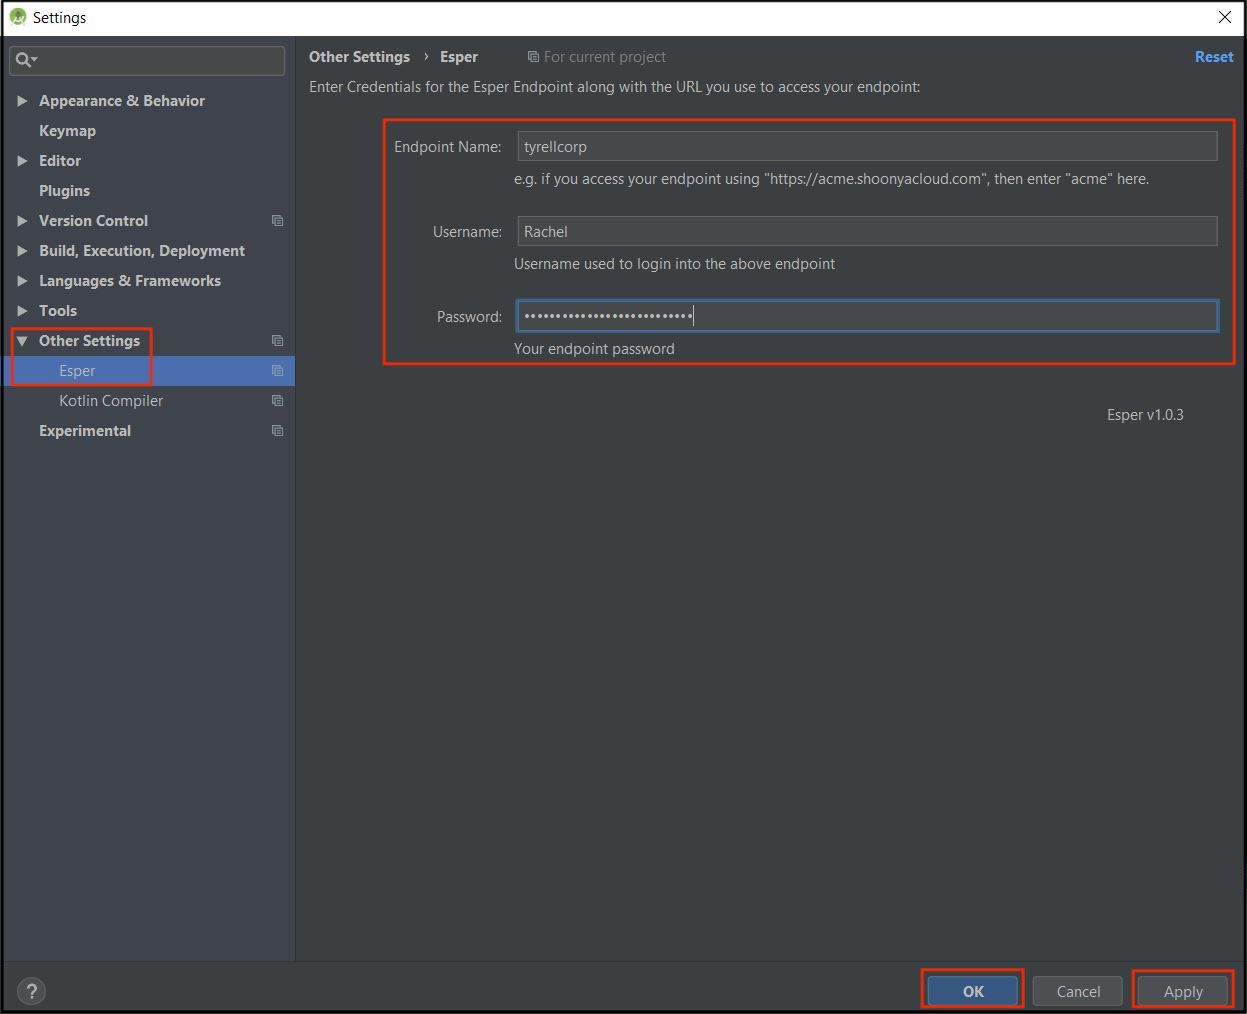 Settings
Other Settings › Esper For current project Reset
Enter Credentials for the Esper Endpoint along with the URL you use to access your endpoint:
Appearance & Behavior
Keymap
Editor
Plugins
Version Control
Build, Execution, Deployment
Languages & Frameworks
Tools
Other Settings
Esper
Kotlin Compiler
Experimental
Endpoint Name: tyrellcorp
e.g. if you access your endpoint using "https://acme.shoonyacloud.com", then enter "acme" here.
Username: Rachel
Username used to login into the above endpoint
Password: •••••••••••••••••••••••••••
Your endpoint password
Esper v1.0.3
?
OK Cancel Apply